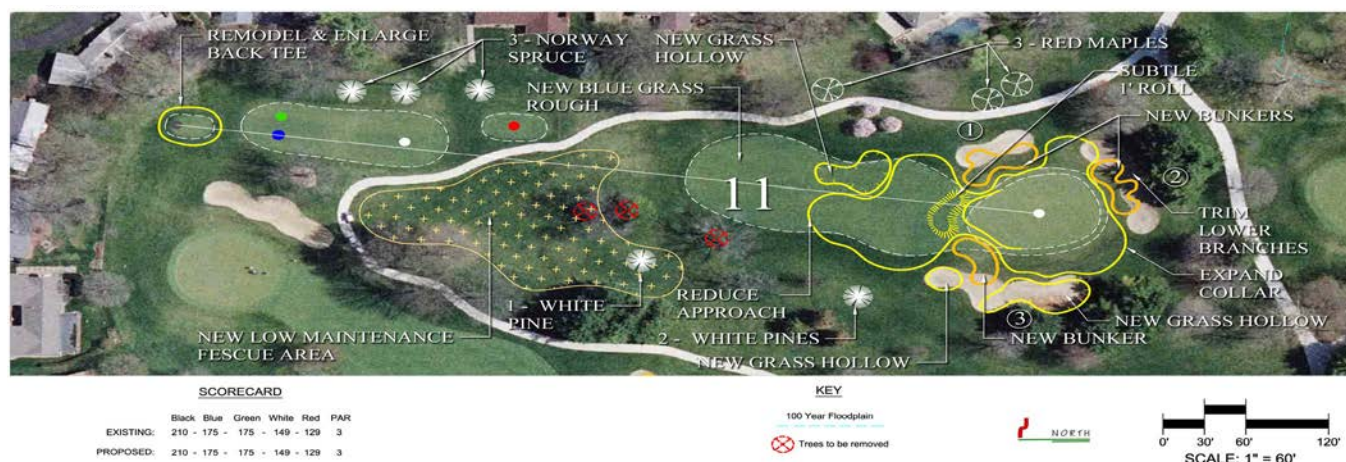 REMODEL & ENLARGE
BACK TEE
3 - NORWAY
SPRUCE
NEW GRASS
HOLLOW
3 - RED MAPLES
SUBTLE
1' ROLL
NEW BLUE GRASS
ROUGH
NEW BUNKERS
1
2
11
TRIM
LOWER
BRANCHES
EXPAND
COLLAR
1 - WHITE
PINE
REDUCE
APPROACH
NEW LOW MAINTENANCE
FESCUE AREA
2 - WHITE PINES
3
NEW GRASS HOLLOW
NEW BUNKER
NEW GRASS HOLLOW
SCORECARD
Black Blue Green White Red PAR
EXISTING: 210 - 175 - 175 - 149 - 129 3
PROPOSED: 210 - 175 - 175 - 149 - 129 3
KEY
100 Year Floodplain
Trees to be removed
NORTH
0' 30' 60' 120'
SCALE: 1" = 60'